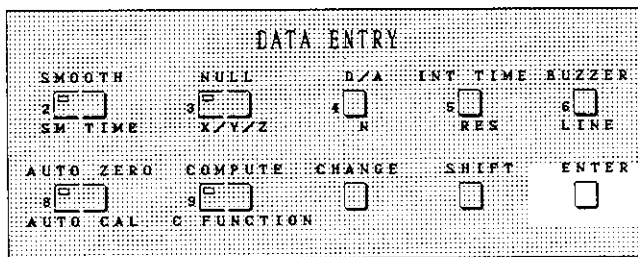 DATA ENTRY
SMOOTH NULL D/A INT TIME BUZZER
2 3 4 5 6
SM TIME X/Y/Z N RES LINE
AUTO ZERO COMPUTE CHANGE SHIFT ENTER
8 9
AUTO CAL C FUNCTION